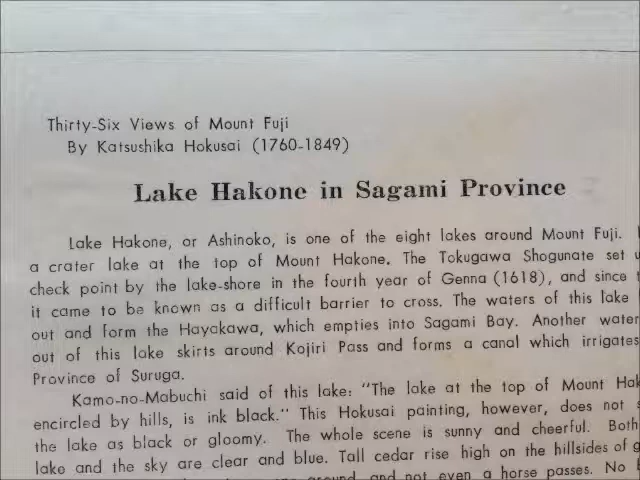 Thirty-Six Views of Mount Fuji
By Katsushika Hokusai (1760-1849)
Lake Hakone in Sagami Province
Lake Hakone, or Ashinoko, is one of the eight lakes around Mount Fuji.
a crater lake at the top of Mount Hakone. The Tokugawa Shogunate set
check point by the lake-shore in the fourth year of Genna (1618), and since
it came to be known as a difficult barrier to cross. The waters of this lake
out and form the Hayakawa, which empties into Sagami Bay. Another water
out of this lake skirts around Kojiri Pass and forms a canal which irrigates
Province of Suruga.
Kamo-no-Mabuchi said of this lake: "The lake at the top of Mount Hak
encircled by hills, is ink black." This Hokusai painting, however, does not
the lake as black or gloomy. The whole scene is sunny and cheerful. Both
lake and the sky are clear and blue. Tall cedar rise high on the hillsides of
around and not even a horse passes. No